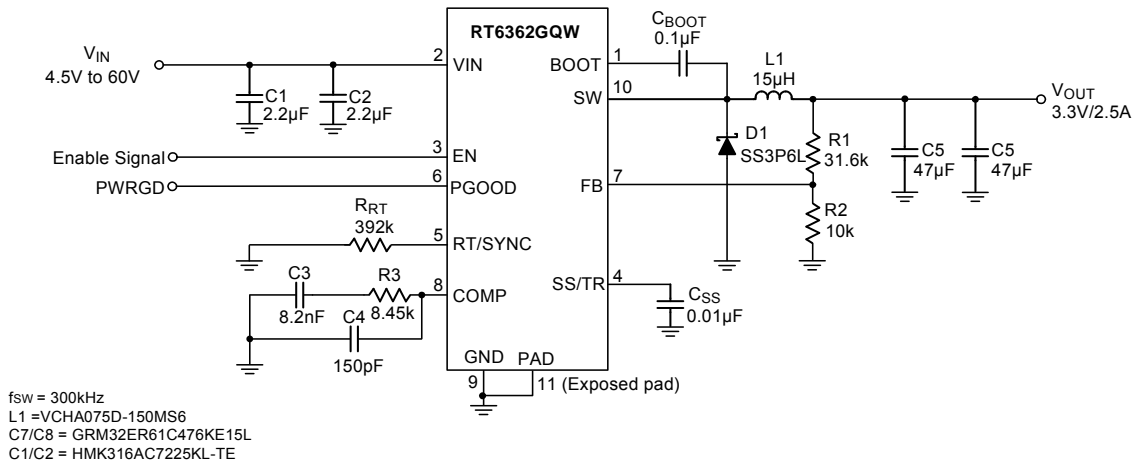 RT6362GQW
VIN
4.5V to 60V
2
VIN
C1
2.2µF
C2
2.2µF
Enable Signal
3
EN
PWRGD
6
PGOOD
RRT
392k
5
RT/SYNC
C3
8.2nF
R3
8.45k
8
COMP
C4
150pF
GND
PAD
9
11 (Exposed pad)
BOOT
1
CBOOT
0.1µF
SW
10
L1
15µH
VOUT
3.3V/2.5A
D1
SS3P6L
R1
31.6k
C5
47µF
C5
47µF
FB
7
R2
10k
SS/TR
4
CSS
0.01µF
fSW = 300kHz
L1 =VCHA075D-150MS6
C7/C8 = GRM32ER61C476KE15L
C1/C2 = HMK316AC7225KL-TE